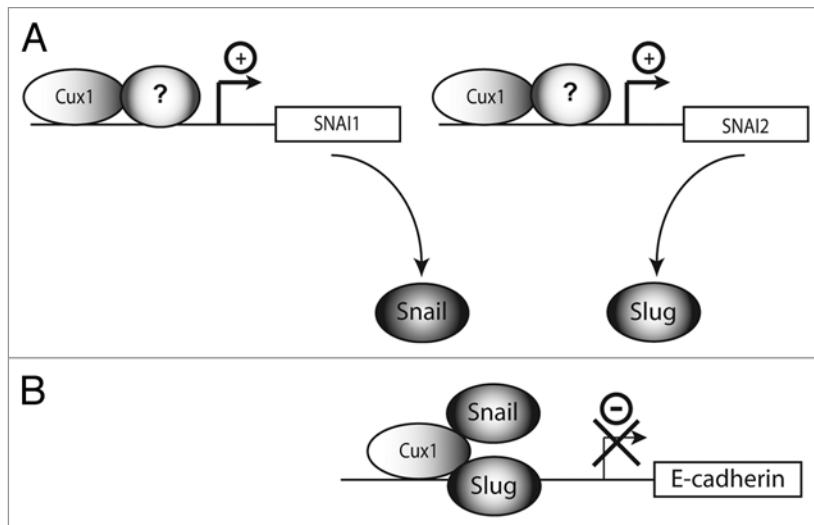 A
Cux1 ? + SNAI1
Cux1 ? + SNAI2
Snail
Slug
B
Cux1 Snail Slug − E-cadherin